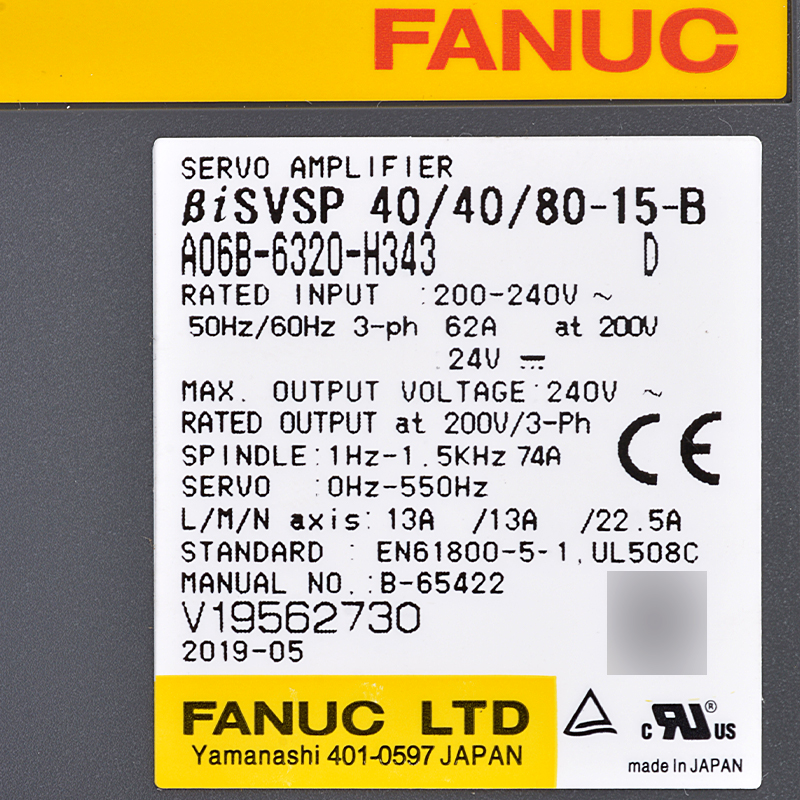 FANUC
SERVO AMPLIFIER
βiSVSP 40/40/80-15-B
A06B-6320-H343 D
RATED INPUT :200-240V ~
50Hz/60Hz 3-ph 62A at 200V
24V ⎓
MAX. OUTPUT VOLTAGE:240V ~
RATED OUTPUT at 200V/3-Ph
SPINDLE:1Hz-1.5KHz 74A
SERVO :0Hz-550Hz
L/M/N axis: 13A /13A /22.5A
CE
STANDARD : EN61800-5-1,UL508C
MANUAL NO.:B-65422
V19562730
2019-05
FANUC LTD
Yamanashi 401-0597 JAPAN
c RU ® US
made In JAPAN